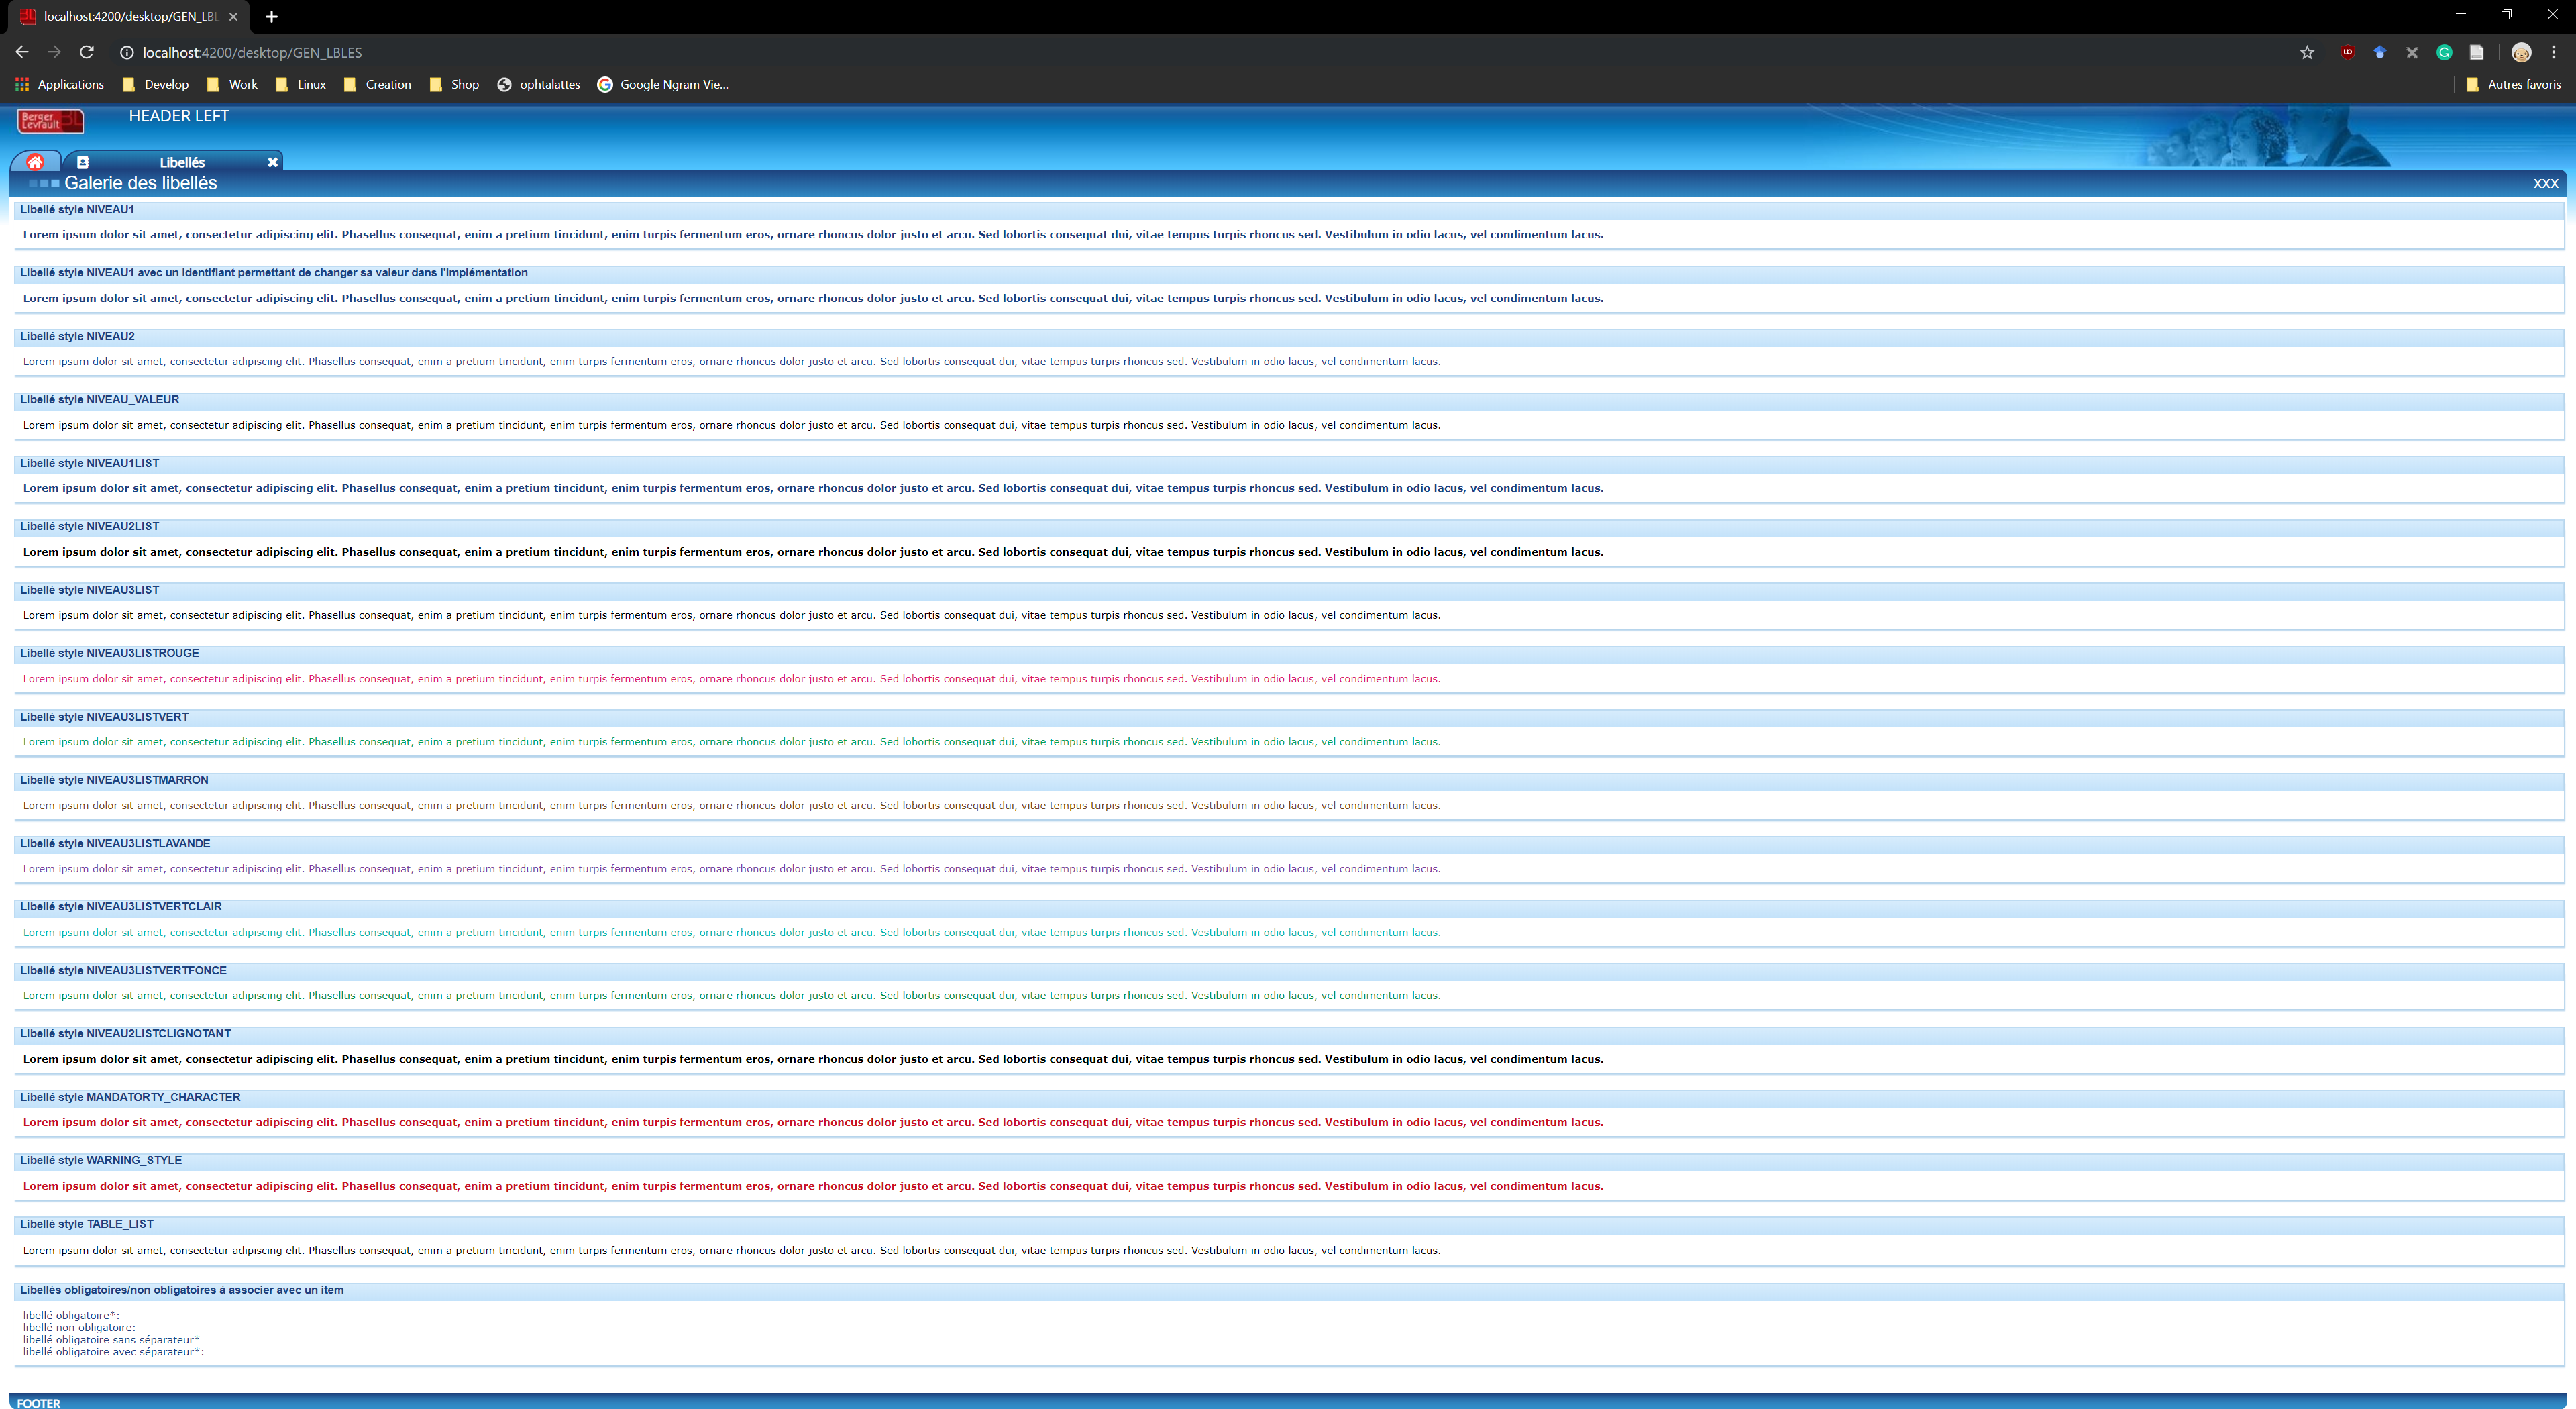 localhost:4200/desktop/GEN_LBL
localhost:4200/desktop/GEN_LBLES
Applications Develop Work Linux Creation Shop ophtalattes Google Ngram Vie... Autres favoris
Berger Levrault BL
HEADER LEFT
Libellés
Galerie des libellés XXX
Libellé style NIVEAU1
Lorem ipsum dolor sit amet, consectetur adipiscing elit. Phasellus consequat, enim a pretium tincidunt, enim turpis fermentum eros, ornare rhoncus dolor justo et arcu. Sed lobortis consequat dui, vitae tempus turpis rhoncus sed. Vestibulum in odio lacus, vel condimentum lacus.
Libellé style NIVEAU1 avec un identifiant permettant de changer sa valeur dans l'implémentation
Lorem ipsum dolor sit amet, consectetur adipiscing elit. Phasellus consequat, enim a pretium tincidunt, enim turpis fermentum eros, ornare rhoncus dolor justo et arcu. Sed lobortis consequat dui, vitae tempus turpis rhoncus sed. Vestibulum in odio lacus, vel condimentum lacus.
Libellé style NIVEAU2
Lorem ipsum dolor sit amet, consectetur adipiscing elit. Phasellus consequat, enim a pretium tincidunt, enim turpis fermentum eros, ornare rhoncus dolor justo et arcu. Sed lobortis consequat dui, vitae tempus turpis rhoncus sed. Vestibulum in odio lacus, vel condimentum lacus.
Libellé style NIVEAU_VALEUR
Lorem ipsum dolor sit amet, consectetur adipiscing elit. Phasellus consequat, enim a pretium tincidunt, enim turpis fermentum eros, ornare rhoncus dolor justo et arcu. Sed lobortis consequat dui, vitae tempus turpis rhoncus sed. Vestibulum in odio lacus, vel condimentum lacus.
Libellé style NIVEAU1LIST
Lorem ipsum dolor sit amet, consectetur adipiscing elit. Phasellus consequat, enim a pretium tincidunt, enim turpis fermentum eros, ornare rhoncus dolor justo et arcu. Sed lobortis consequat dui, vitae tempus turpis rhoncus sed. Vestibulum in odio lacus, vel condimentum lacus.
Libellé style NIVEAU2LIST
Lorem ipsum dolor sit amet, consectetur adipiscing elit. Phasellus consequat, enim a pretium tincidunt, enim turpis fermentum eros, ornare rhoncus dolor justo et arcu. Sed lobortis consequat dui, vitae tempus turpis rhoncus sed. Vestibulum in odio lacus, vel condimentum lacus.
Libellé style NIVEAU3LIST
Lorem ipsum dolor sit amet, consectetur adipiscing elit. Phasellus consequat, enim a pretium tincidunt, enim turpis fermentum eros, ornare rhoncus dolor justo et arcu. Sed lobortis consequat dui, vitae tempus turpis rhoncus sed. Vestibulum in odio lacus, vel condimentum lacus.
Libellé style NIVEAU3LISTROUGE
Lorem ipsum dolor sit amet, consectetur adipiscing elit. Phasellus consequat, enim a pretium tincidunt, enim turpis fermentum eros, ornare rhoncus dolor justo et arcu. Sed lobortis consequat dui, vitae tempus turpis rhoncus sed. Vestibulum in odio lacus, vel condimentum lacus.
Libellé style NIVEAU3LISTVERT
Lorem ipsum dolor sit amet, consectetur adipiscing elit. Phasellus consequat, enim a pretium tincidunt, enim turpis fermentum eros, ornare rhoncus dolor justo et arcu. Sed lobortis consequat dui, vitae tempus turpis rhoncus sed. Vestibulum in odio lacus, vel condimentum lacus.
Libellé style NIVEAU3LISTMARRON
Lorem ipsum dolor sit amet, consectetur adipiscing elit. Phasellus consequat, enim a pretium tincidunt, enim turpis fermentum eros, ornare rhoncus dolor justo et arcu. Sed lobortis consequat dui, vitae tempus turpis rhoncus sed. Vestibulum in odio lacus, vel condimentum lacus.
Libellé style NIVEAU3LISTLAVANDE
Lorem ipsum dolor sit amet, consectetur adipiscing elit. Phasellus consequat, enim a pretium tincidunt, enim turpis fermentum eros, ornare rhoncus dolor justo et arcu. Sed lobortis consequat dui, vitae tempus turpis rhoncus sed. Vestibulum in odio lacus, vel condimentum lacus.
Libellé style NIVEAU3LISTVERTCLAIR
Lorem ipsum dolor sit amet, consectetur adipiscing elit. Phasellus consequat, enim a pretium tincidunt, enim turpis fermentum eros, ornare rhoncus dolor justo et arcu. Sed lobortis consequat dui, vitae tempus turpis rhoncus sed. Vestibulum in odio lacus, vel condimentum lacus.
Libellé style NIVEAU3LISTVERTFONCE
Lorem ipsum dolor sit amet, consectetur adipiscing elit. Phasellus consequat, enim a pretium tincidunt, enim turpis fermentum eros, ornare rhoncus dolor justo et arcu. Sed lobortis consequat dui, vitae tempus turpis rhoncus sed. Vestibulum in odio lacus, vel condimentum lacus.
Libellé style NIVEAU2LISTCLIGNOTANT
Lorem ipsum dolor sit amet, consectetur adipiscing elit. Phasellus consequat, enim a pretium tincidunt, enim turpis fermentum eros, ornare rhoncus dolor justo et arcu. Sed lobortis consequat dui, vitae tempus turpis rhoncus sed. Vestibulum in odio lacus, vel condimentum lacus.
Libellé style MANDATORTY_CHARACTER
Lorem ipsum dolor sit amet, consectetur adipiscing elit. Phasellus consequat, enim a pretium tincidunt, enim turpis fermentum eros, ornare rhoncus dolor justo et arcu. Sed lobortis consequat dui, vitae tempus turpis rhoncus sed. Vestibulum in odio lacus, vel condimentum lacus.
Libellé style WARNING_STYLE
Lorem ipsum dolor sit amet, consectetur adipiscing elit. Phasellus consequat, enim a pretium tincidunt, enim turpis fermentum eros, ornare rhoncus dolor justo et arcu. Sed lobortis consequat dui, vitae tempus turpis rhoncus sed. Vestibulum in odio lacus, vel condimentum lacus.
Libellé style TABLE_LIST
Lorem ipsum dolor sit amet, consectetur adipiscing elit. Phasellus consequat, enim a pretium tincidunt, enim turpis fermentum eros, ornare rhoncus dolor justo et arcu. Sed lobortis consequat dui, vitae tempus turpis rhoncus sed. Vestibulum in odio lacus, vel condimentum lacus.
Libellés obligatoires/non obligatoires à associer avec un item
libellé obligatoire*:
libellé non obligatoire:
libellé obligatoire sans séparateur*
libellé obligatoire avec séparateur*:
FOOTER